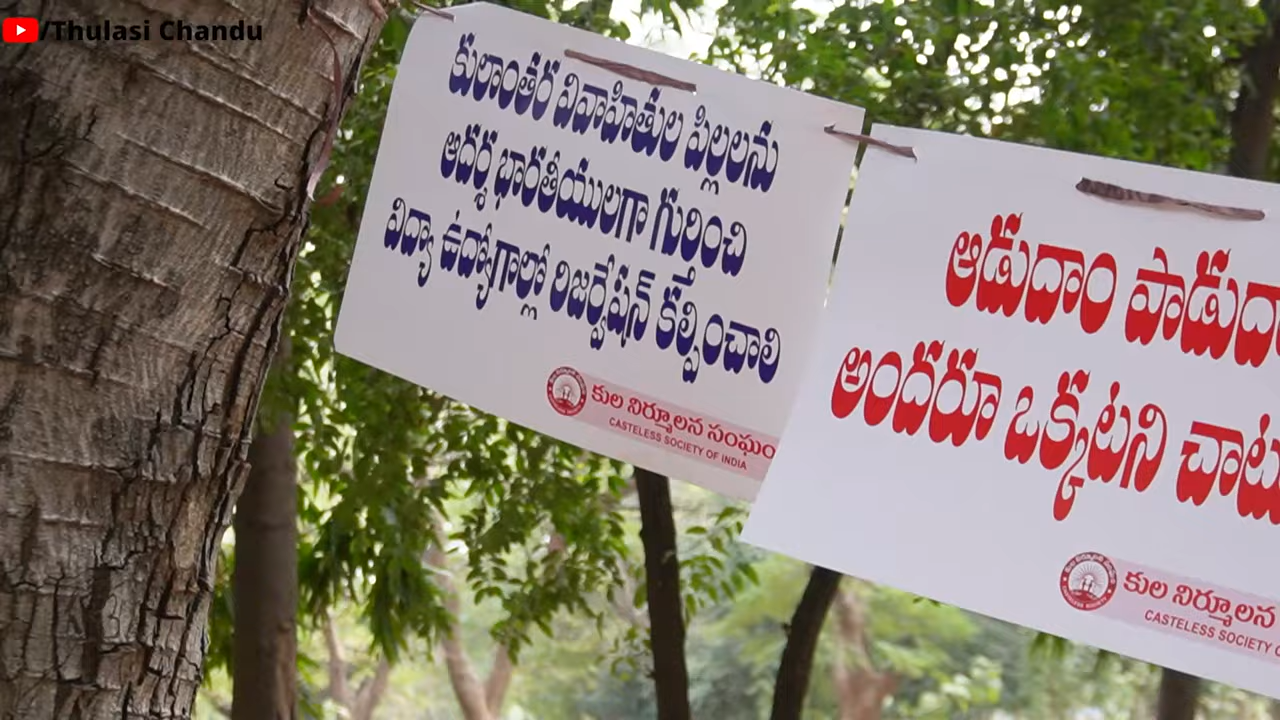 /Thulasi Chandu
కులాంతర వివాహితుల పిల్లలను
ఆదర్శ భారతీయులగా గుర్తించి
విద్యా ఉద్యోగాల్లో రిజర్వేషన్ కల్పించాలి
కుల నిర్మూలన సంఘం
CASTELESS SOCIETY OF INDIA
ఆడుదాం పాడుదా
అందరూ ఒక్కటని చాటు
కుల నిర్మూలన
CASTELESS SOCIETY O